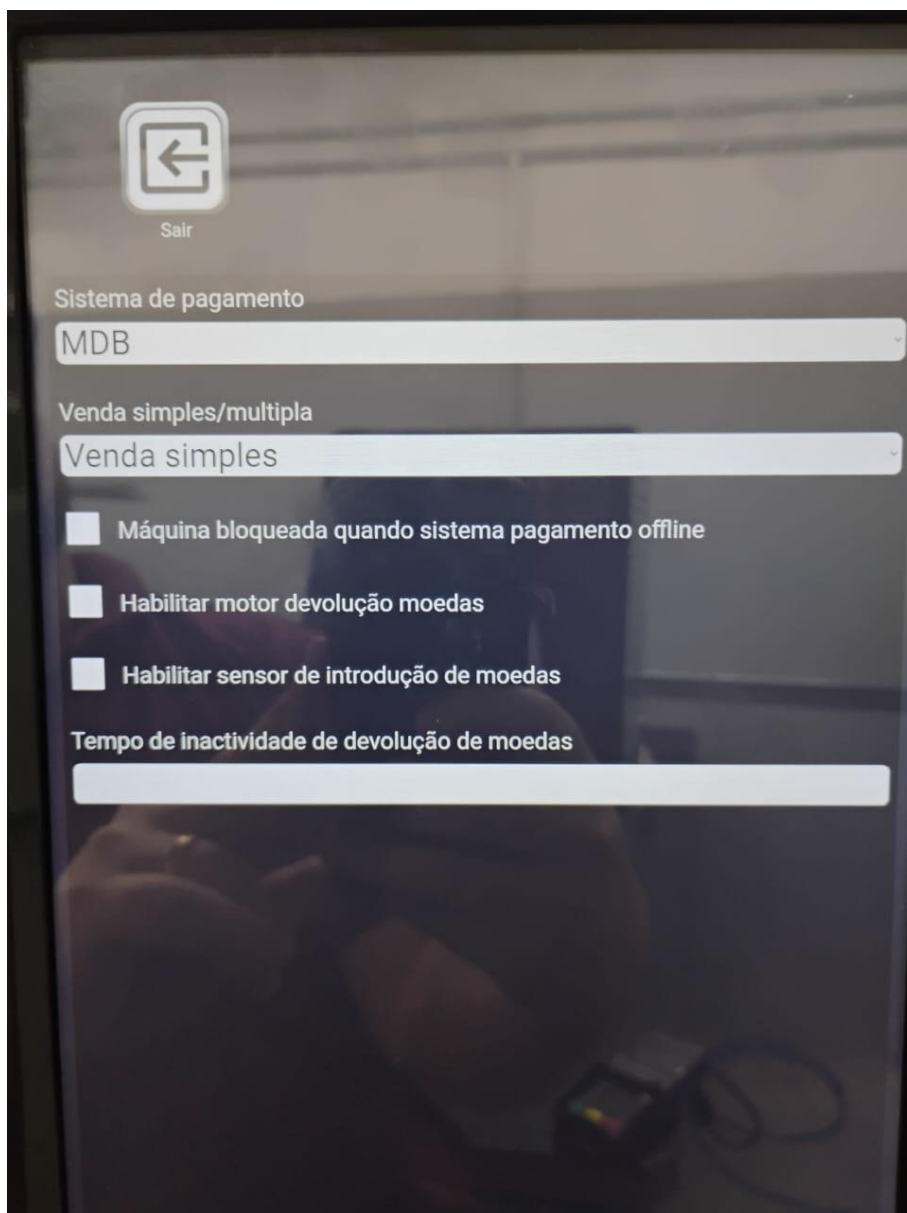 Sair
Sistema de pagamento
MDB
Venda simples/multipla
Venda simples
Máquina bloqueada quando sistema pagamento offline
Habilitar motor devolução moedas
Habilitar sensor de introdução de moedas
Tempo de inactividade de devolução de moedas